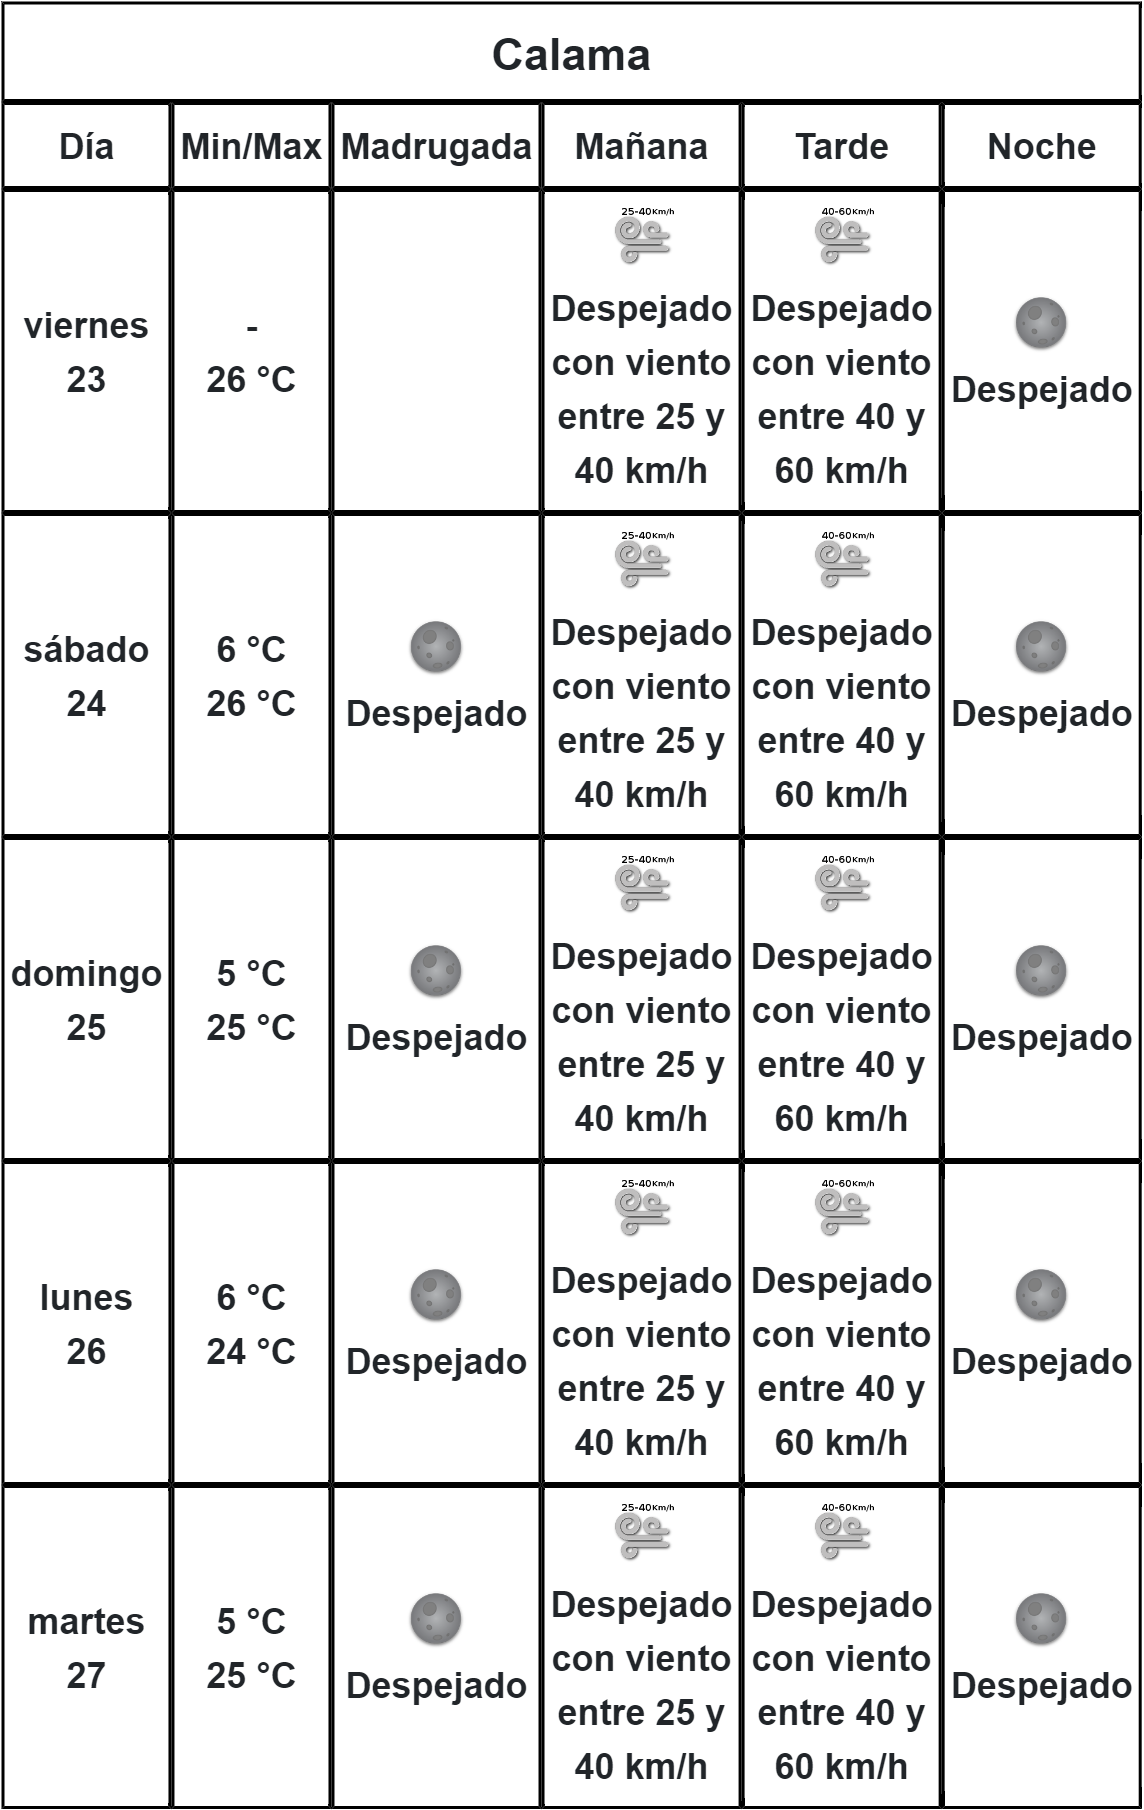 Calama
Día Min/Max Madrugada Mañana Tarde Noche
25-40Km/h 40-60Km/h
viernes
23
-
26 °C
Despejado
con viento
entre 25 y
40 km/h
Despejado
con viento
entre 40 y
60 km/h
Despejado
25-40Km/h 40-60Km/h
sábado
24
6 °C
26 °C
Despejado
Despejado
con viento
entre 25 y
40 km/h
Despejado
con viento
entre 40 y
60 km/h
Despejado
25-40Km/h 40-60Km/h
domingo
25
5 °C
25 °C
Despejado
Despejado
con viento
entre 25 y
40 km/h
Despejado
con viento
entre 40 y
60 km/h
Despejado
25-40Km/h 40-60Km/h
lunes
26
6 °C
24 °C
Despejado
Despejado
con viento
entre 25 y
40 km/h
Despejado
con viento
entre 40 y
60 km/h
Despejado
25-40Km/h 40-60Km/h
martes
27
5 °C
25 °C
Despejado
Despejado
con viento
entre 25 y
40 km/h
Despejado
con viento
entre 40 y
60 km/h
Despejado